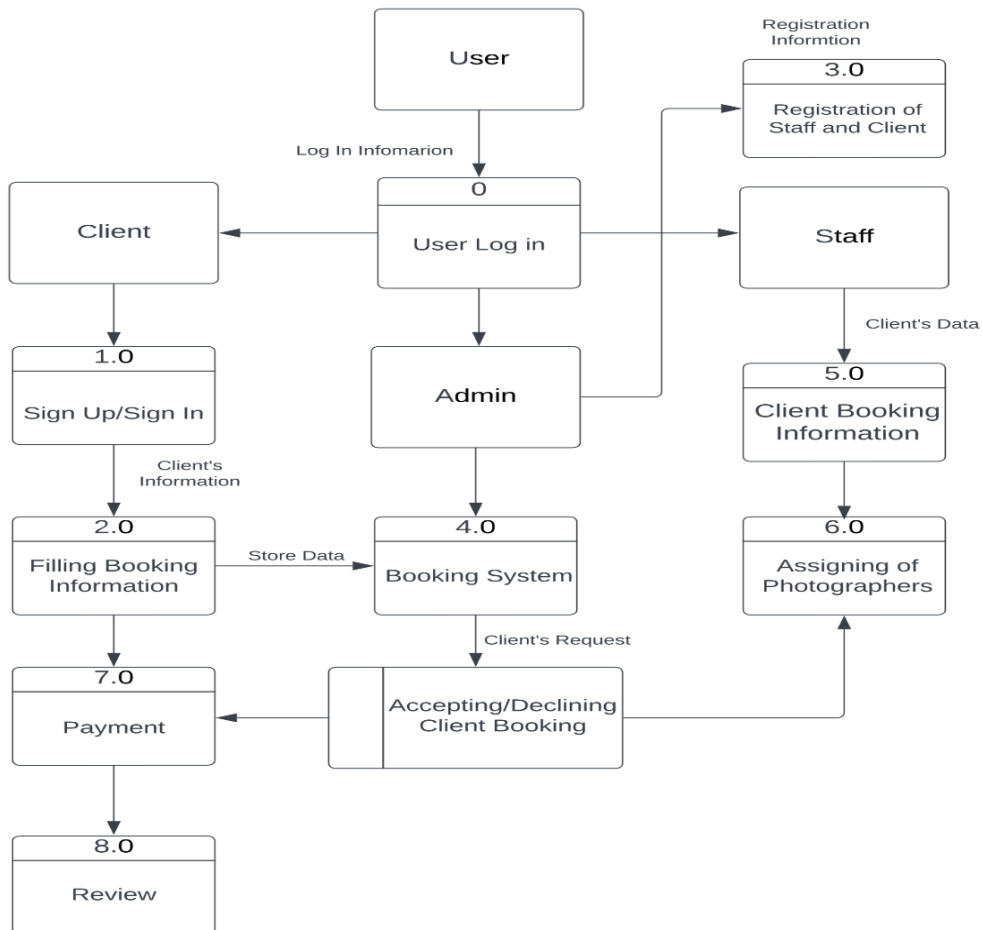 User
Registration
Informtion
3.0
Registration of
Staff and Client
Log In Infomarion
0
User Log in
Client
Staff
Client's Data
1.0
Sign Up/Sign In
Admin
5.0
Client Booking
Information
Client's
Information
2.0
Filling Booking
Information
Store Data
4.0
Booking System
6.0
Assigning of
Photographers
Client's Request
7.0
Payment
Accepting/Declining
Client Booking
8.0
Review